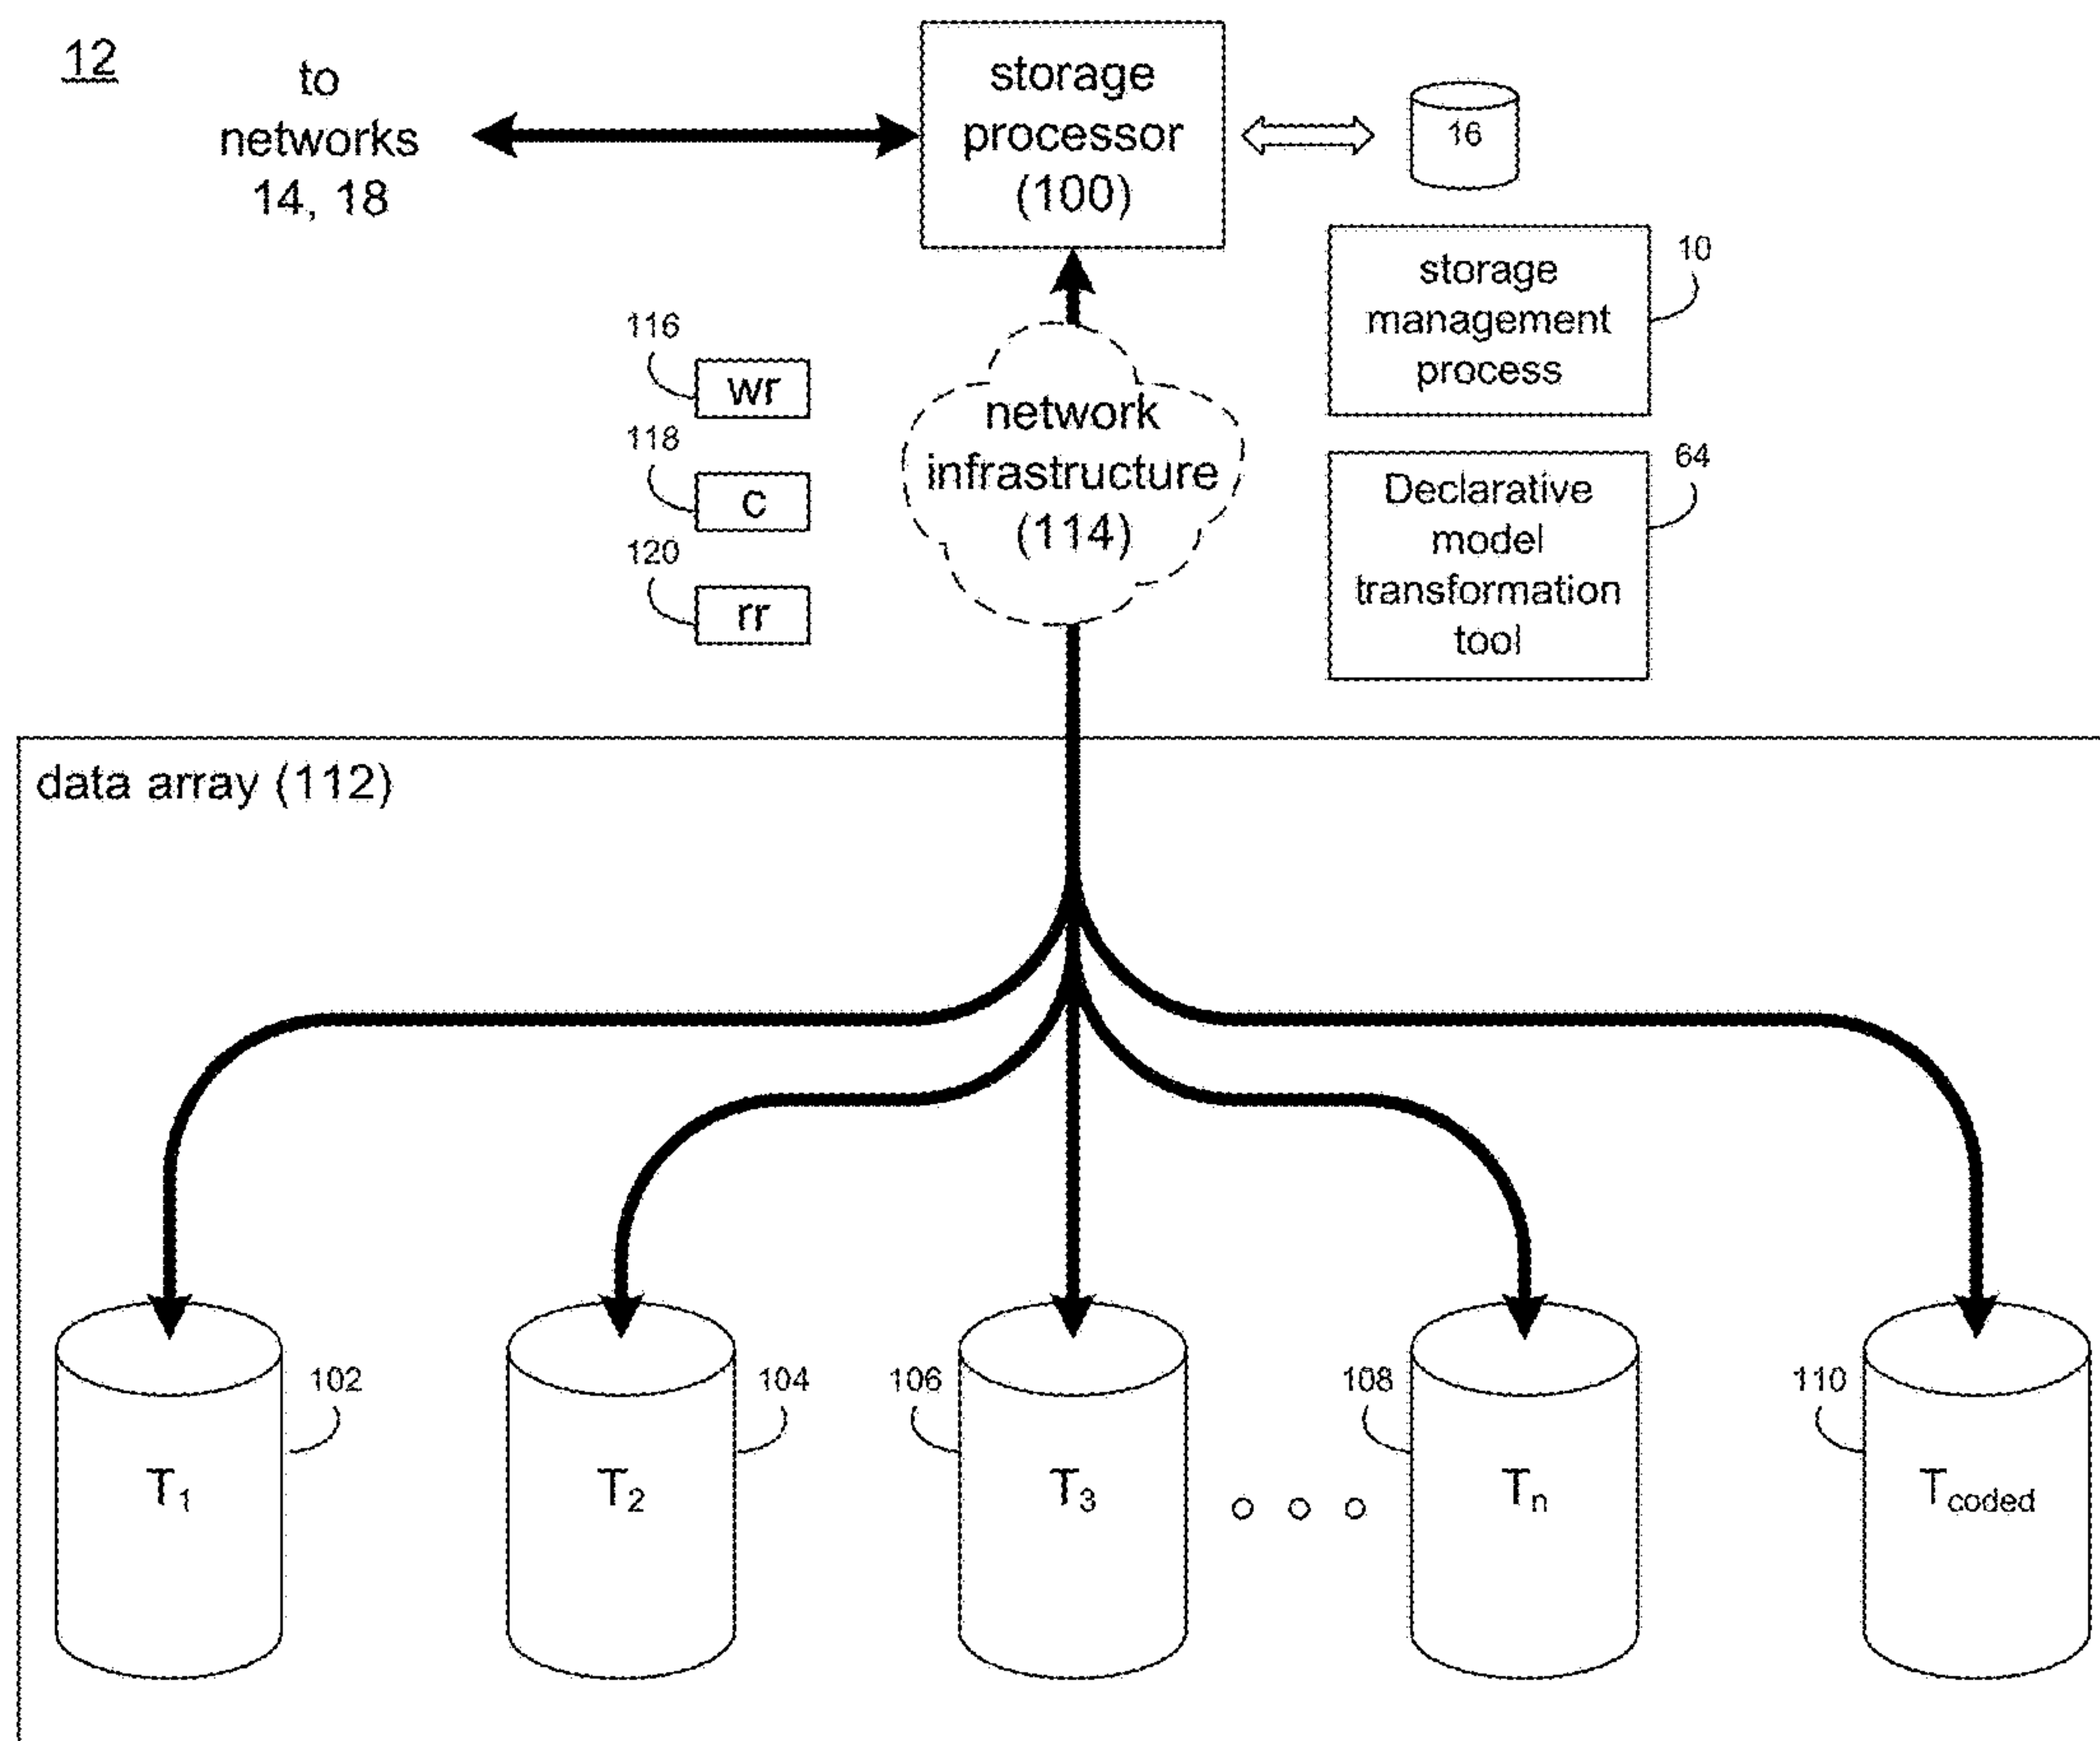 12
to
networks
14, 18
storage
processor
(100)
16
storage
management
process
10
116
wr
118
c
120
rr
network
infrastructure
(114)
Declarative
model
transformation
tool
64
data array (112)
102
104
106
108
110
T1
T2
T3
Tn
Tcoded